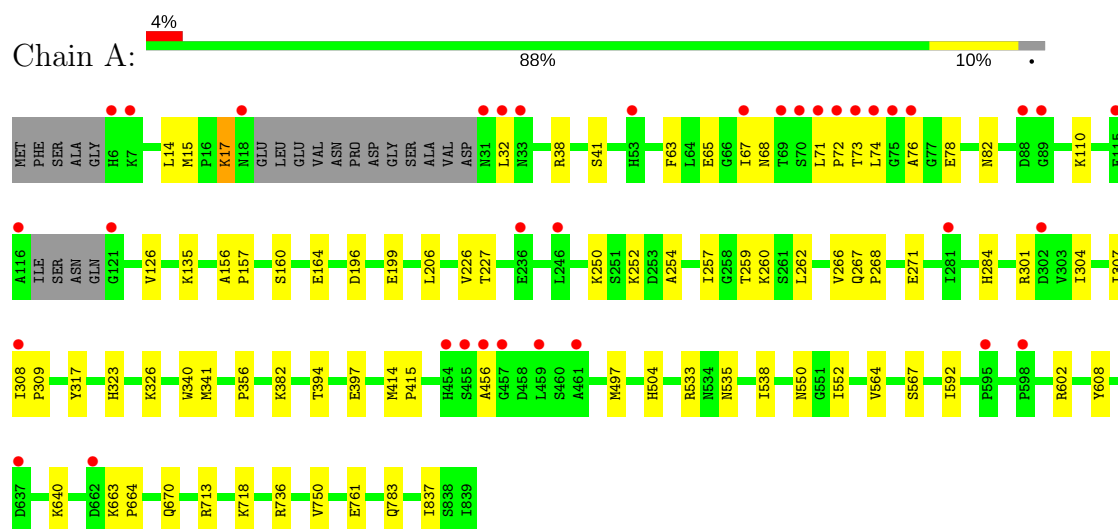 4%
Chain A:
88% 10% •
MET PHE SER ALA GLY H6 K7 L14 M15 P16 K17 N18 GLU LEU GLU VAL ASN PRO ASP GLY SER ALA VAL ASP N31 L32 N33 R38 S41 H53 F63 L64 E65 G66 I67 N68 T69 S70 L71 P72 T73 L74 G75 A76 G77 E78 N82 D88 G89 K110 E115
A116 ILE SER ASN GLN G121 V126 K135 A156 P157 S160 E164 D196 E199 L206 V226 T227 E236 L246 K250 S251 K252 D253 A254 I257 G258 T259 K260 S261 L262 V266 Q267 P268 E271 I281 H284 R301 D302 V303 I304 I307
I308 P309 Y317 H323 K326 W340 M341 P356 K382 T394 E397 M414 P415 H454 S455 A456 G457 D458 L459 S460 A461 M497 H504 R533 N534 N535 I538 N550 G551 I552 V564 S567 I592 P595 P598 R602 Y608
D637 K640 D662 K663 P664 Q670 R713 K718 R736 V750 E761 Q783 I837 S838 I839